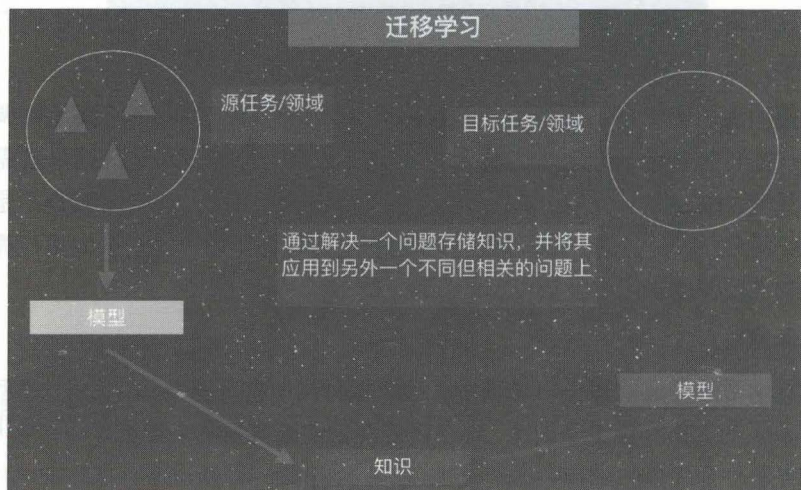 迁移学习
源任务/领域
目标任务/领域
通过解决一个问题存储知识，并将其
应用到另外一个不同但相关的问题上
模型
模型
知识